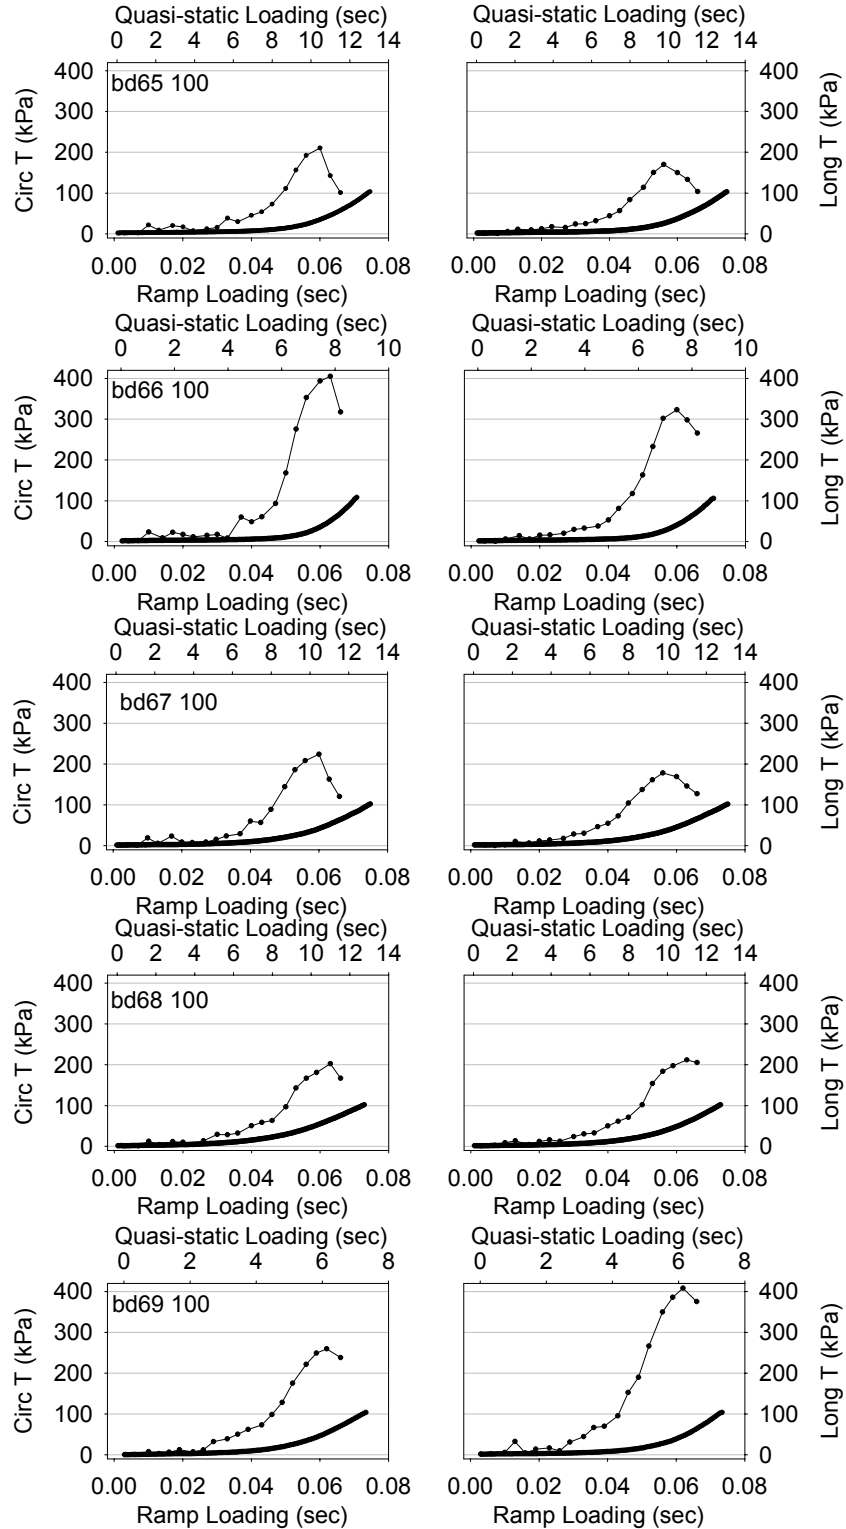 Quasi-static Loading (sec) Quasi-static Loading (sec)
0 2 4 6 8 10 12 14 0 2 4 6 8 10 12 14
400 400
bd65 100
300 300
200 200
100 100
0 0
Circ T (kPa) Long T (kPa)
0.00 0.02 0.04 0.06 0.08 0.00 0.02 0.04 0.06 0.08
Ramp Loading (sec) Ramp Loading (sec)
Quasi-static Loading (sec) Quasi-static Loading (sec)
0 2 4 6 8 10 0 2 4 6 8 10
400 400
bd66 100
300 300
200 200
100 100
0 0
Circ T (kPa) Long T (kPa)
0.00 0.02 0.04 0.06 0.08 0.00 0.02 0.04 0.06 0.08
Ramp Loading (sec) Ramp Loading (sec)
Quasi-static Loading (sec) Quasi-static Loading (sec)
0 2 4 6 8 10 12 14 0 2 4 6 8 10 12 14
400 400
bd67 100
300 300
200 200
100 100
0 0
Circ T (kPa) Long T (kPa)
0.00 0.02 0.04 0.06 0.08 0.00 0.02 0.04 0.06 0.08
Ramp Loading (sec) Ramp Loading (sec)
Quasi-static Loading (sec) Quasi-static Loading (sec)
0 2 4 6 8 10 12 14 0 2 4 6 8 10 12 14
400 400
bd68 100
300 300
200 200
100 100
0 0
Circ T (kPa) Long T (kPa)
0.00 0.02 0.04 0.06 0.08 0.00 0.02 0.04 0.06 0.08
Ramp Loading (sec) Ramp Loading (sec)
Quasi-static Loading (sec) Quasi-static Loading (sec)
0 2 4 6 8 0 2 4 6 8
400 400
bd69 100
300 300
200 200
100 100
0 0
Circ T (kPa) Long T (kPa)
0.00 0.02 0.04 0.06 0.08 0.00 0.02 0.04 0.06 0.08
Ramp Loading (sec) Ramp Loading (sec)